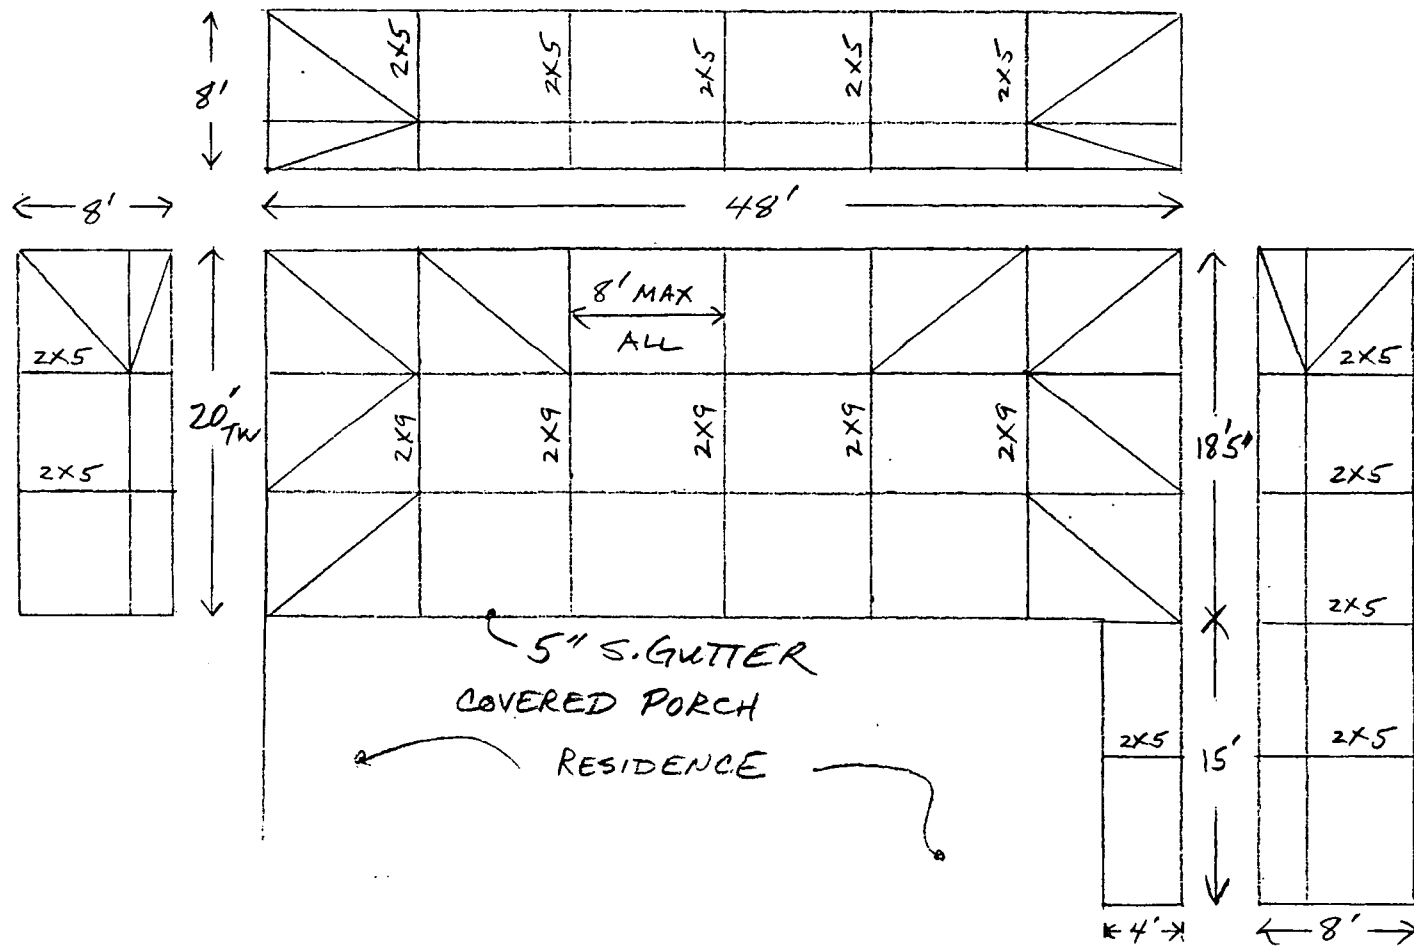 8'
2X5
2X5
2X5
2X5
2X5
8'
48'
8' MAX
ALL
2X5
2X5
20' TW
2X9
2X9
2X9
2X9
2X9
18'5"
2X5
2X5
2X5
2X5
5" S.GUTTER
COVERED PORCH
RESIDENCE
2X5
15'
4'
8'